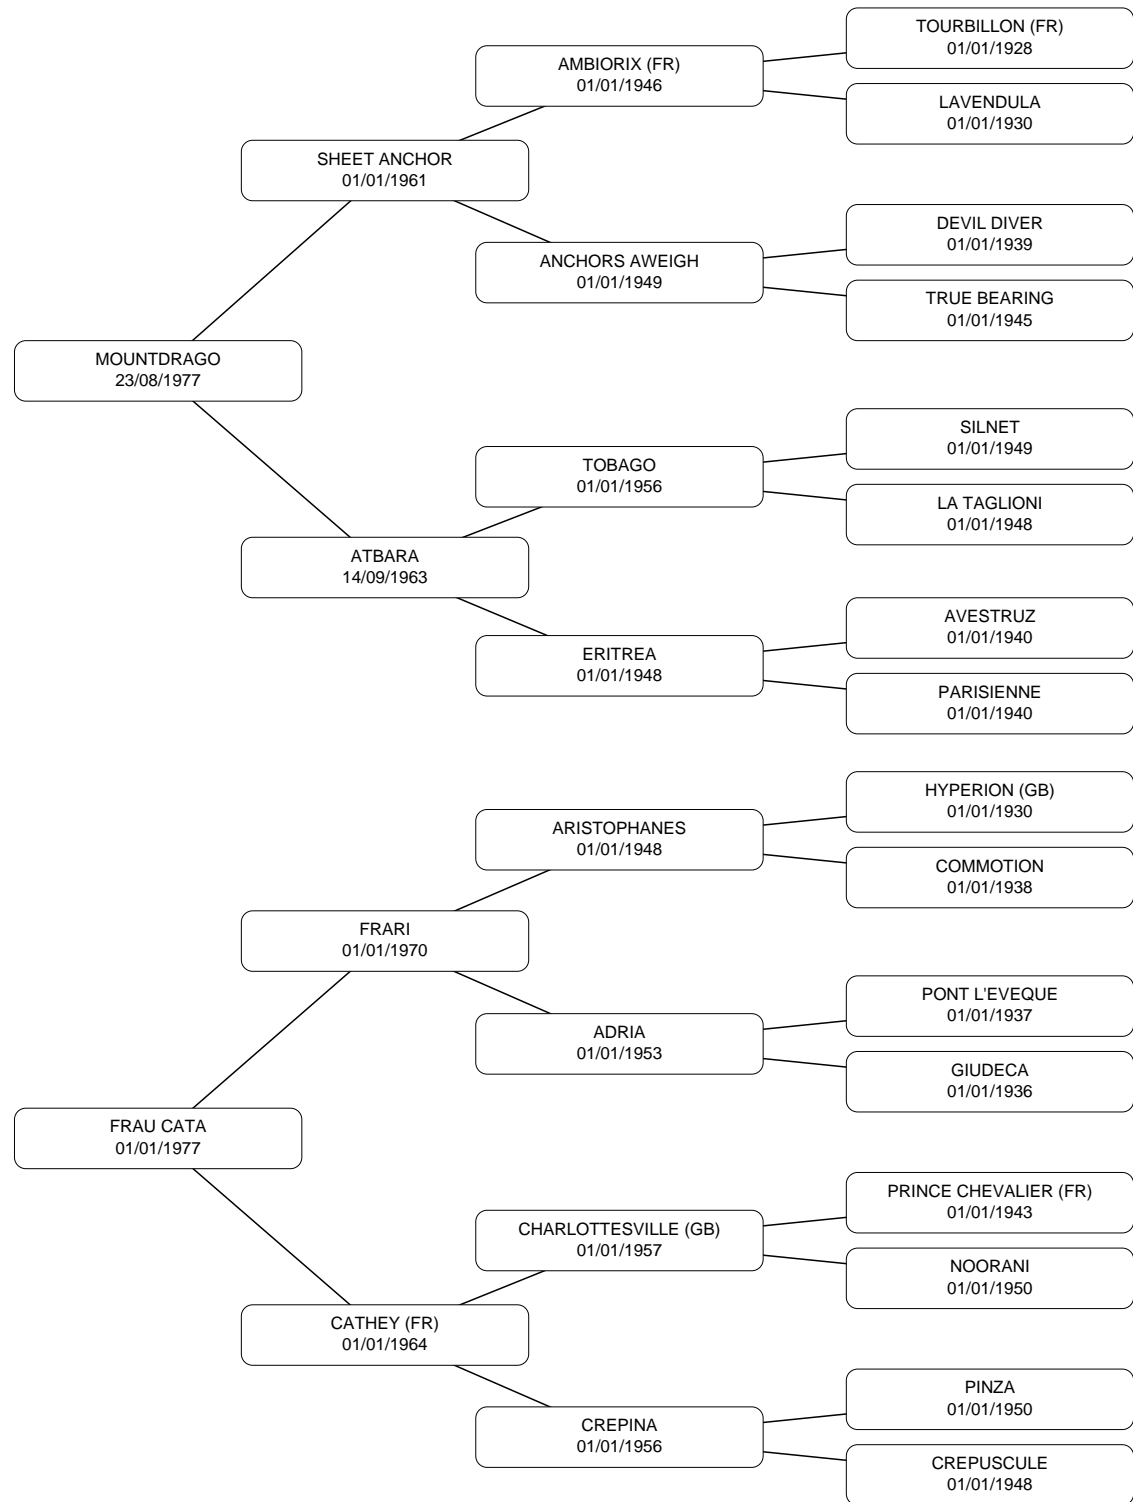 TOURBILLON (FR)
01/01/1928
AMBIORIX (FR)
01/01/1946
LAVENDULA
01/01/1930
SHEET ANCHOR
01/01/1961
DEVIL DIVER
01/01/1939
ANCHORS AWEIGH
01/01/1949
TRUE BEARING
01/01/1945
MOUNTDRAGO
23/08/1977
SILNET
01/01/1949
TOBAGO
01/01/1956
LA TAGLIONI
01/01/1948
ATBARA
14/09/1963
AVESTRUZ
01/01/1940
ERITREA
01/01/1948
PARISIENNE
01/01/1940
HYPERION (GB)
01/01/1930
ARISTOPHANES
01/01/1948
COMMOTION
01/01/1938
FRARI
01/01/1970
PONT L'EVEQUE
01/01/1937
ADRIA
01/01/1953
GIUDECA
01/01/1936
FRAU CATA
01/01/1977
PRINCE CHEVALIER (FR)
01/01/1943
CHARLOTTESVILLE (GB)
01/01/1957
NOORANI
01/01/1950
CATHEY (FR)
01/01/1964
PINZA
01/01/1950
CREPINA
01/01/1956
CREPUSCULE
01/01/1948